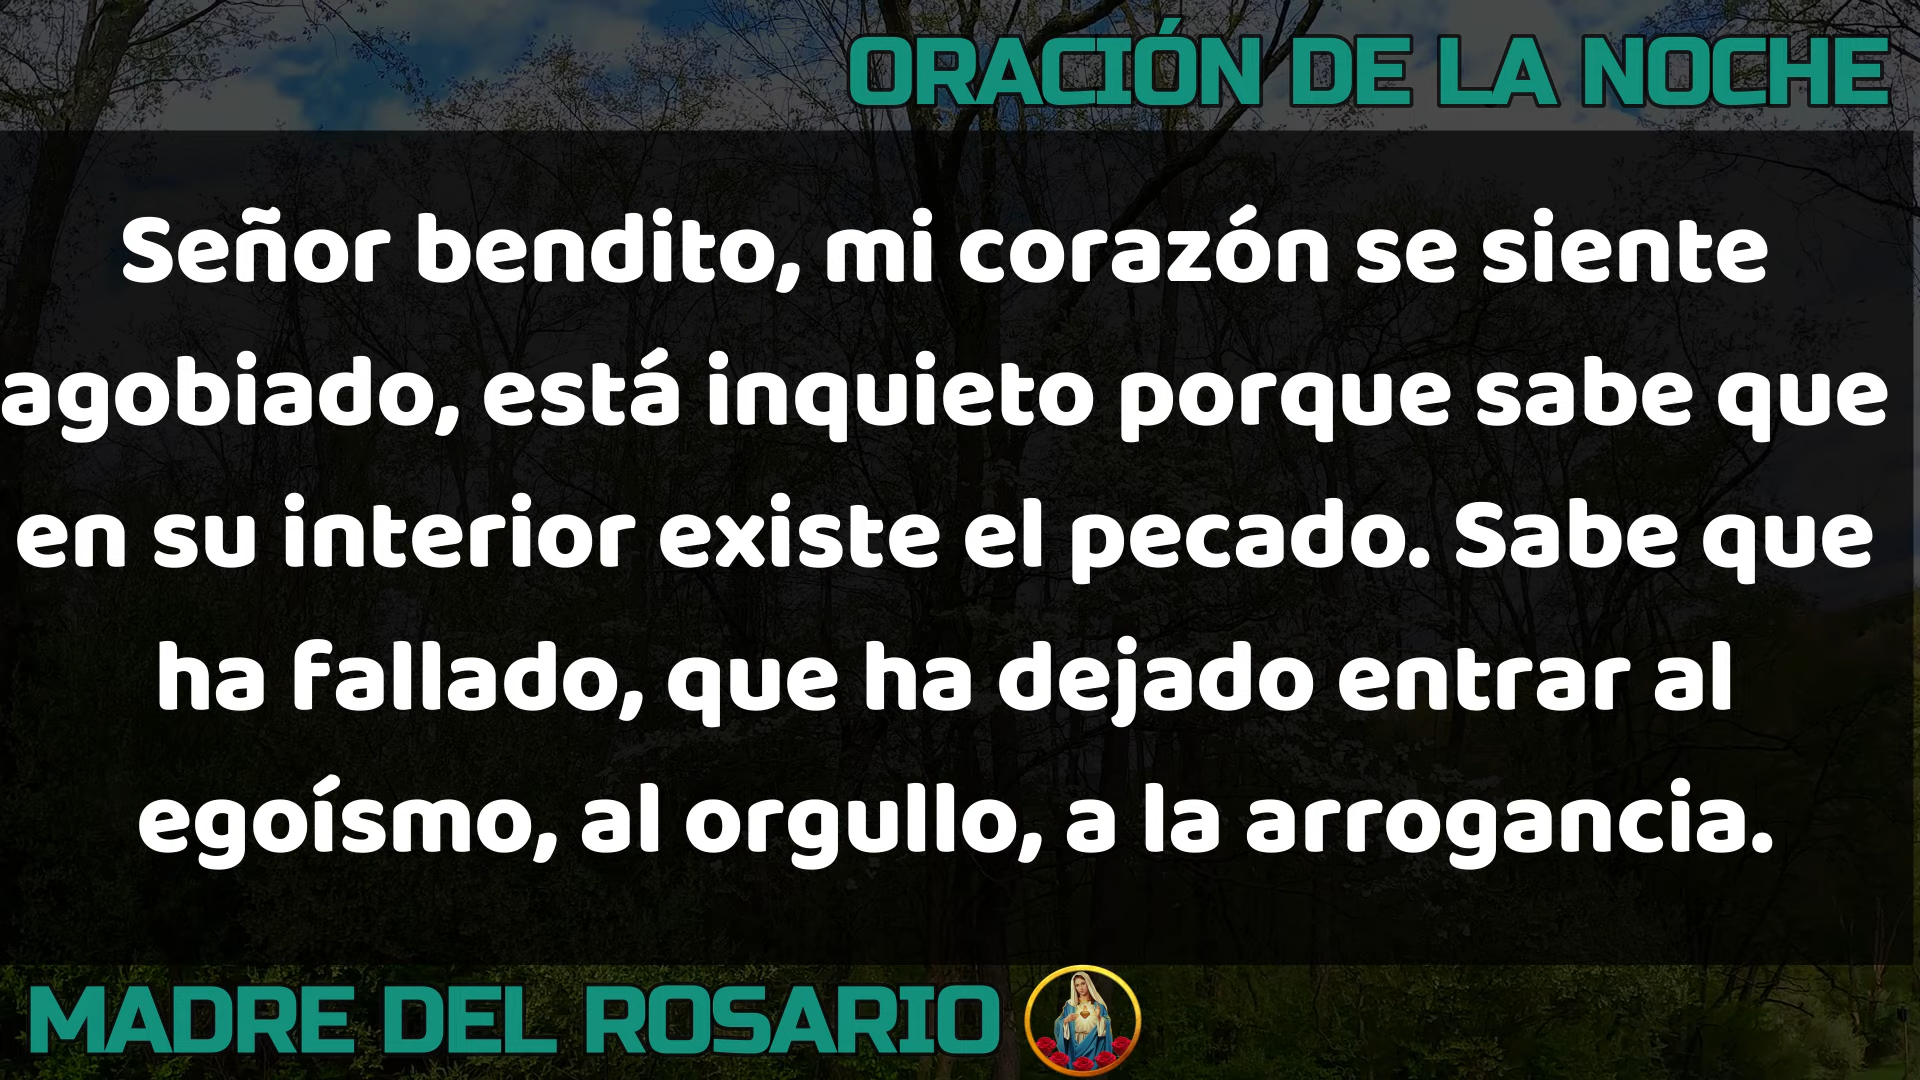 ORACIÓN DE LA NOCHE
Señor bendito, mi corazón se siente
agobiado, está inquieto porque sabe que
en su interior existe el pecado. Sabe que
ha fallado, que ha dejado entrar al
egoísmo, al orgullo, a la arrogancia.
MADRE DEL ROSARIO